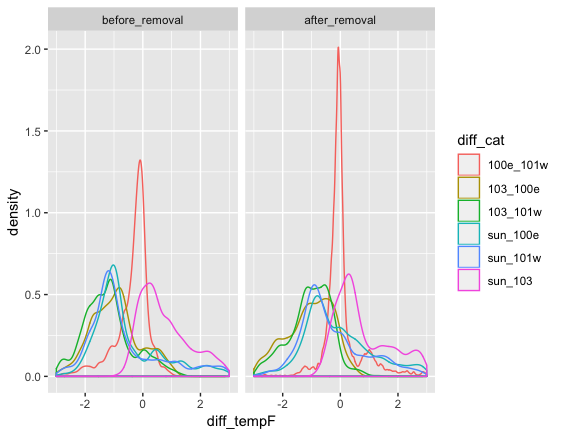 before_removal
after_removal
density
2.0
1.5
1.0
0.5
0.0
-2
0
2
-2
0
2
diff_tempF
diff_cat
100e_101w
103_100e
103_101w
sun_100e
sun_101w
sun_103